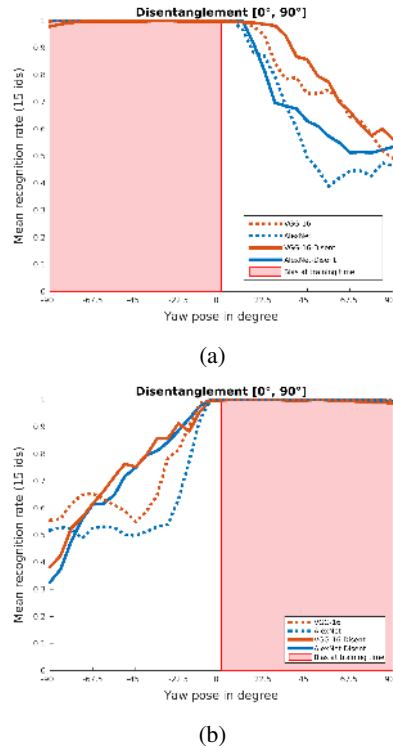 Disentanglement [0°, 90°]
Mean recognition rate (15 ids)
1
0.9
0.8
0.7
0.6
0.5
0.4
0.3
0.2
0.1
0
VGG-16
AlexNet
VGG-16-Disent
AlexNet-Disent
Bias at training time
-90 -67.5 -45 -22.5 0 22.5 45 67.5 90
Yaw pose in degree
(a)
Disentanglement [0°, 90°]
Mean recognition rate (15 ids)
1
0.9
0.8
0.7
0.6
0.5
0.4
0.3
0.2
0.1
0
VGG-16
AlexNet
VGG-16-Disent
AlexNet-Disent
Bias at training time
-90 -67.5 -45 -22.5 0 22.5 45 67.5 90
Yaw pose in degree
(b)